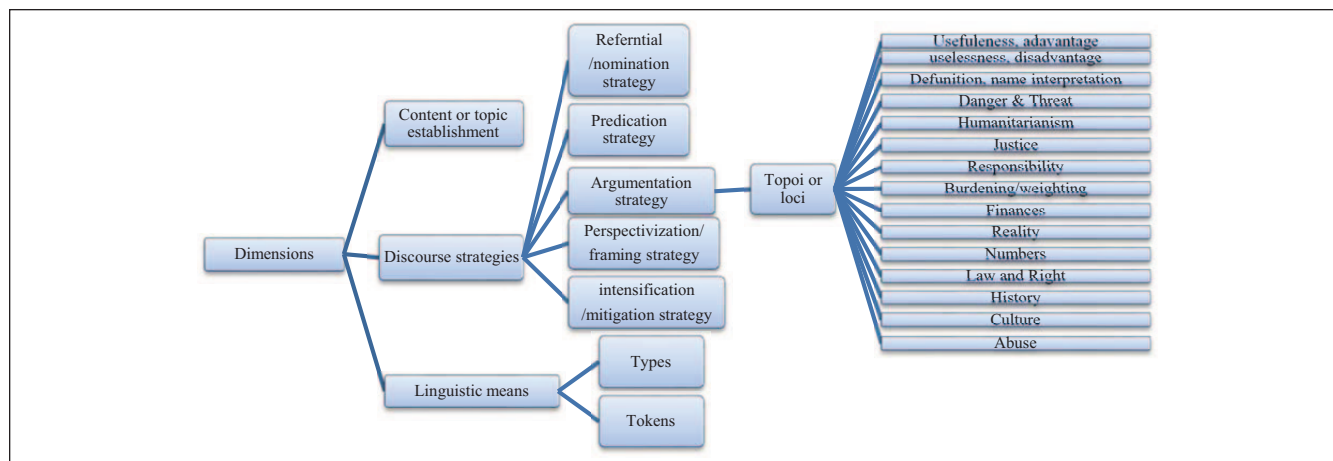 Dimensions
Content or topic
establishment
Discourse strategies
Linguistic means
Referntial
/nomination
strategy
Predication
strategy
Argumentation
strategy
Perspectivization/
framing strategy
intensification
/mitigation strategy
Types
Tokens
Topoi or
loci
Usefuleness, adavantage
uselessness, disadvantage
Defunition, name interpretation
Danger & Threat
Humanitarianism
Justice
Responsibility
Burdening/weighting
Finances
Reality
Numbers
Law and Right
History
Culture
Abuse